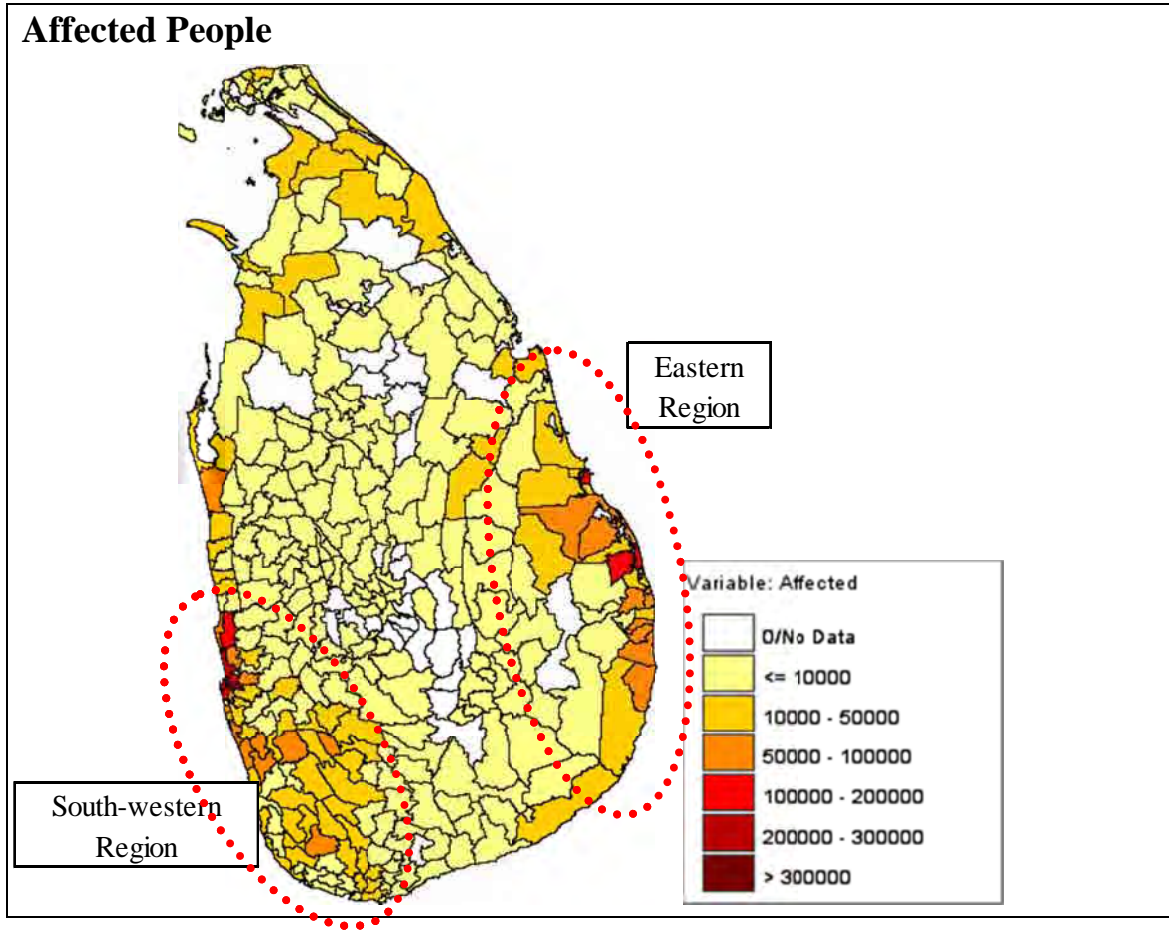 Affected People
Eastern
Region
South-western
Region
Variable: Affected
0/No Data
<= 10000
10000 - 50000
50000 - 100000
100000 - 200000
200000 - 300000
> 300000